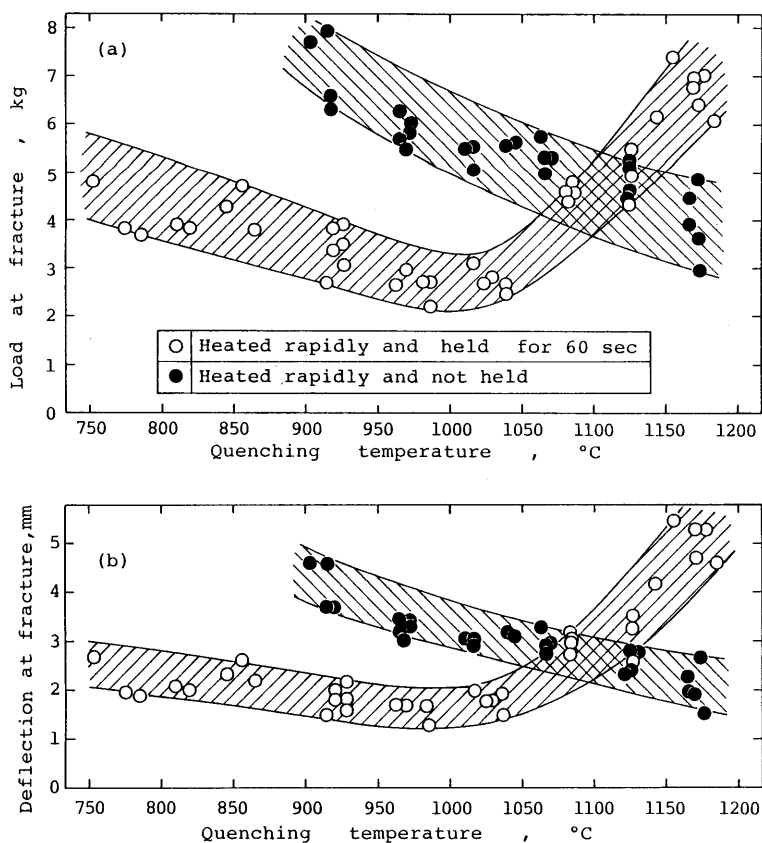 8
7
6
5
4
3
2
1
0
Load at fracture , kg
(a)
Heated rapidly and held for 60 sec
Heated rapidly and not held
750 800 850 900 950 1000 1050 1100 1150 1200
Quenching temperature , °C
5
4
3
2
1
0
Deflection at fracture,mm
(b)
750 800 850 900 950 1000 1050 1100 1150 1200
Quenching temperature , °C